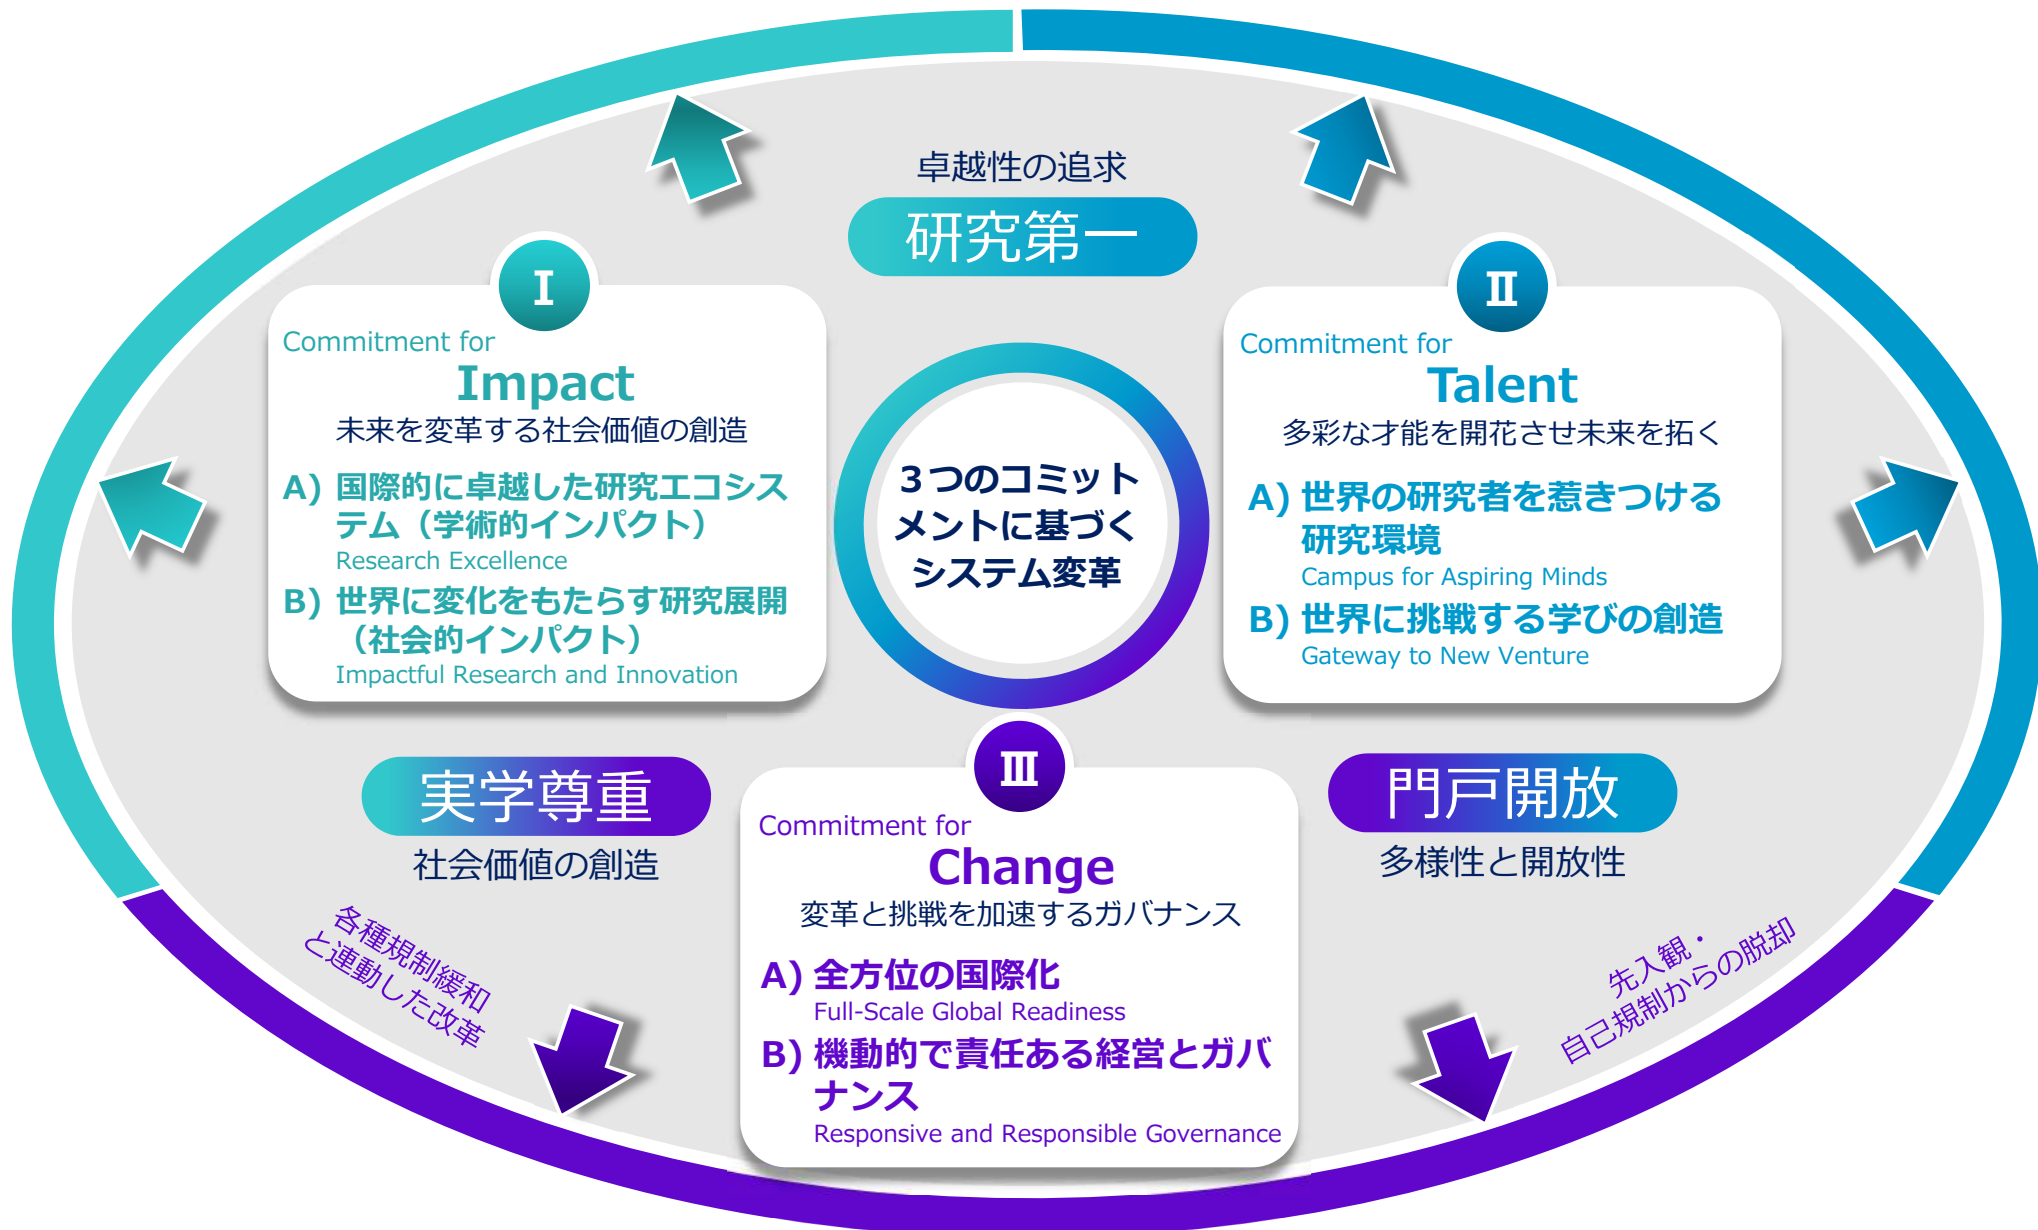 卓越性の追求
研究第一
Ⅰ
Commitment for
Impact
未来を変革する社会価値の創造
A) 国際的に卓越した研究エコシス
テム（学術的インパクト）
Research Excellence
B) 世界に変化をもたらす研究展開
（社会的インパクト）
Impactful Research and Innovation
Ⅱ
Commitment for
Talent
多彩な才能を開花させ未来を拓く
A) 世界の研究者を惹きつける
研究環境
Campus for Aspiring Minds
B) 世界に挑戦する学びの創造
Gateway to New Venture
３つのコミット
メントに基づく
システム変革
実学尊重
社会価値の創造
門戸開放
多様性と開放性
Ⅲ
Commitment for
Change
変革と挑戦を加速するガバナンス
A) 全方位の国際化
Full-Scale Global Readiness
B) 機動的で責任ある経営とガバ
ナンス
Responsive and Responsible Governance
各種規制緩和
と連動した改革
先入観・
自己規制からの脱却